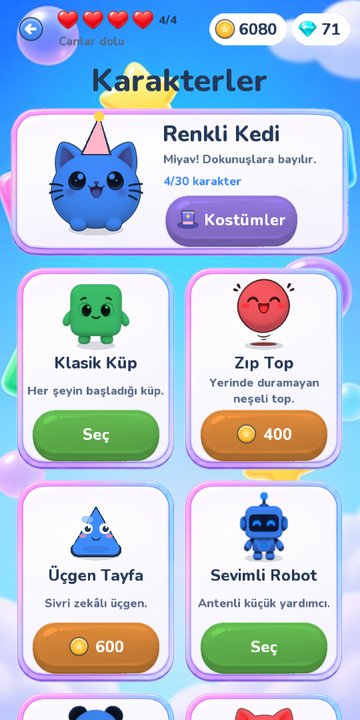 4/4
6080
71
Canlar dolu
Karakterler
Renkli Kedi
Miyav! Dokunuşlara bayılır.
4/30 karakter
Kostümler
Klasik Küp
Her şeyin başladığı küp.
Seç
Zıp Top
Yerinde duramayan
neşeli top.
400
Üçgen Tayfa
Sivri zekâlı üçgen.
600
Sevimli Robot
Antenli küçük yardımcı.
Seç